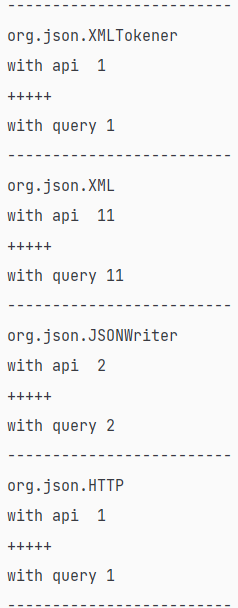 -------------------------
org.json.XMLTokener
with api  1
+++++
with query 1
-------------------------
org.json.XML
with api  11
+++++
with query 11
-------------------------
org.json.JSONWriter
with api  2
+++++
with query 2
-------------------------
org.json.HTTP
with api  1
+++++
with query 1
-------------------------